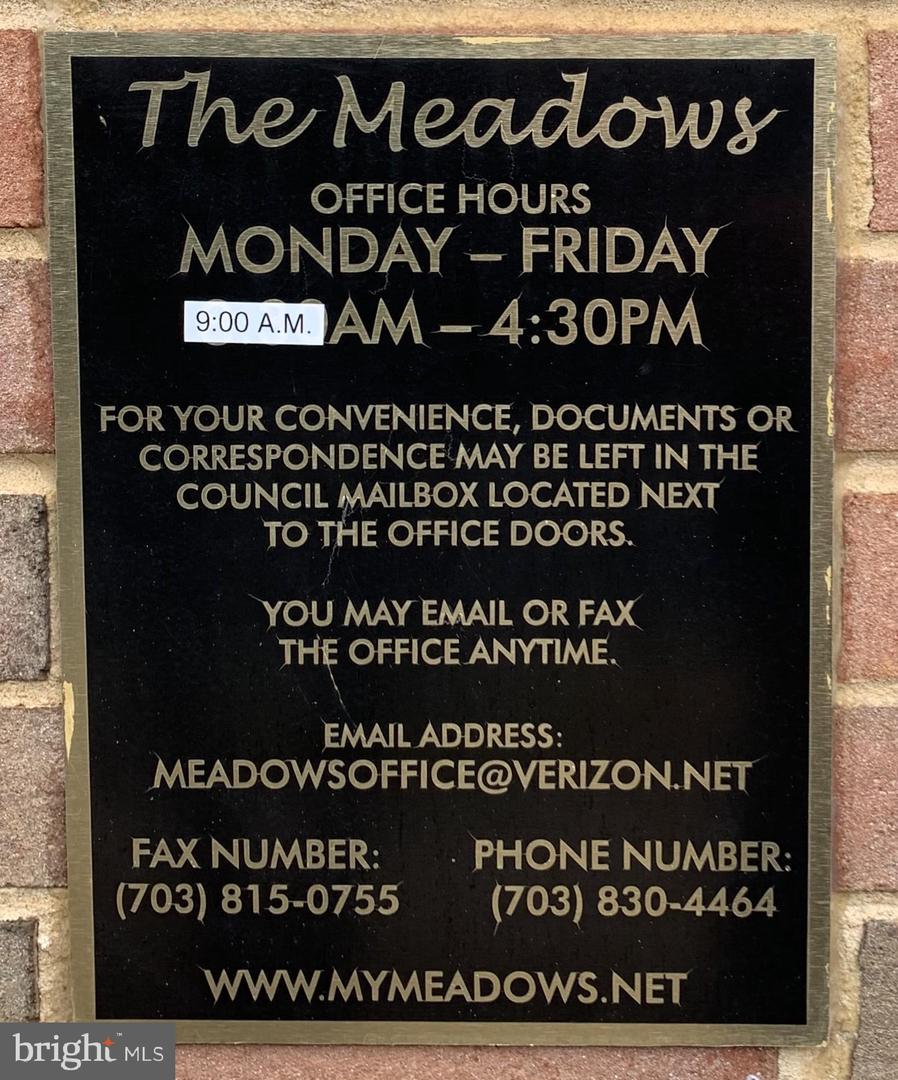 The Meadows
OFFICE HOURS
MONDAY – FRIDAY
9:00 A.M. AM – 4:30PM
FOR YOUR CONVENIENCE, DOCUMENTS OR
CORRESPONDENCE MAY BE LEFT IN THE
COUNCIL MAILBOX LOCATED NEXT
TO THE OFFICE DOORS.
YOU MAY EMAIL OR FAX
THE OFFICE ANYTIME.
EMAIL ADDRESS:
MEADOWSOFFICE@VERIZON.NET
FAX NUMBER: PHONE NUMBER:
(703) 815-0755 (703) 830-4464
WWW.MYMEADOWS.NET
bright™ MLS